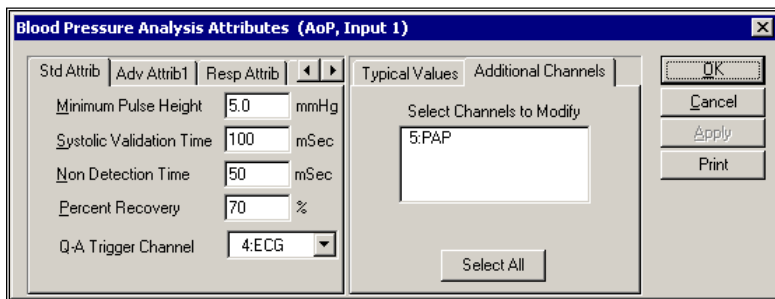 Blood Pressure Analysis Attributes (AoP, Input 1)
Std Attrib Adv Attrib1 Resp Attrib
Minimum Pulse Height 5.0 mmHg
Systolic Validation Time 100 mSec
Non Detection Time 50 mSec
Percent Recovery 70 %
Q-A Trigger Channel 4:ECG
Typical Values Additional Channels
Select Channels to Modify
5:PAP
Select All
OK
Cancel
Apply
Print